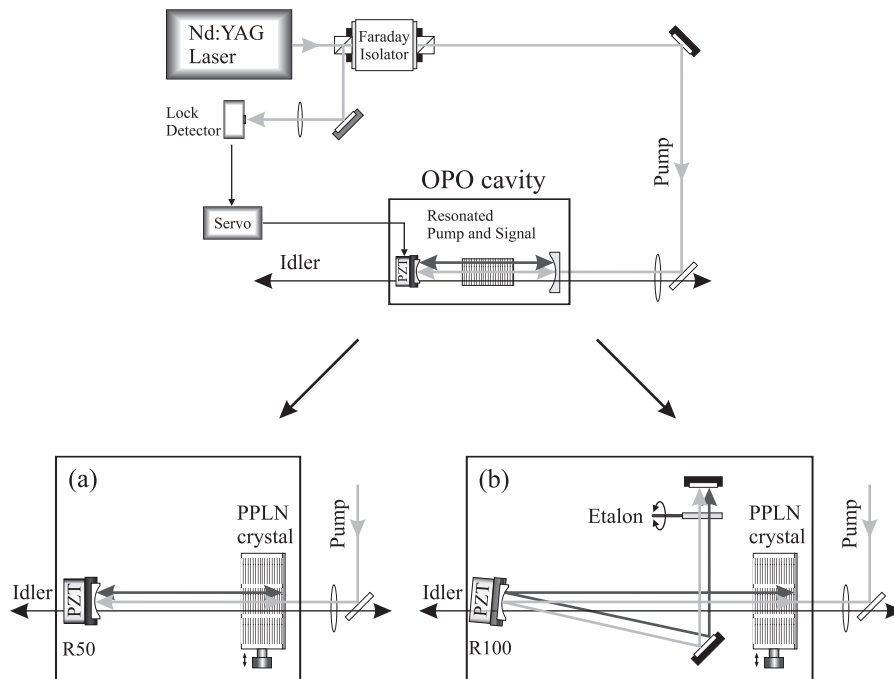 Nd:YAG
Laser
Faraday
Isolator
Lock
Detector
Pump
OPO cavity
Servo
Resonated
Pump and Signal
PZT
Idler
(a)
PPLN
crystal
Pump
Idler
PZT
R50
(b)
Etalon
PPLN
crystal
Pump
Idler
PZT
R100